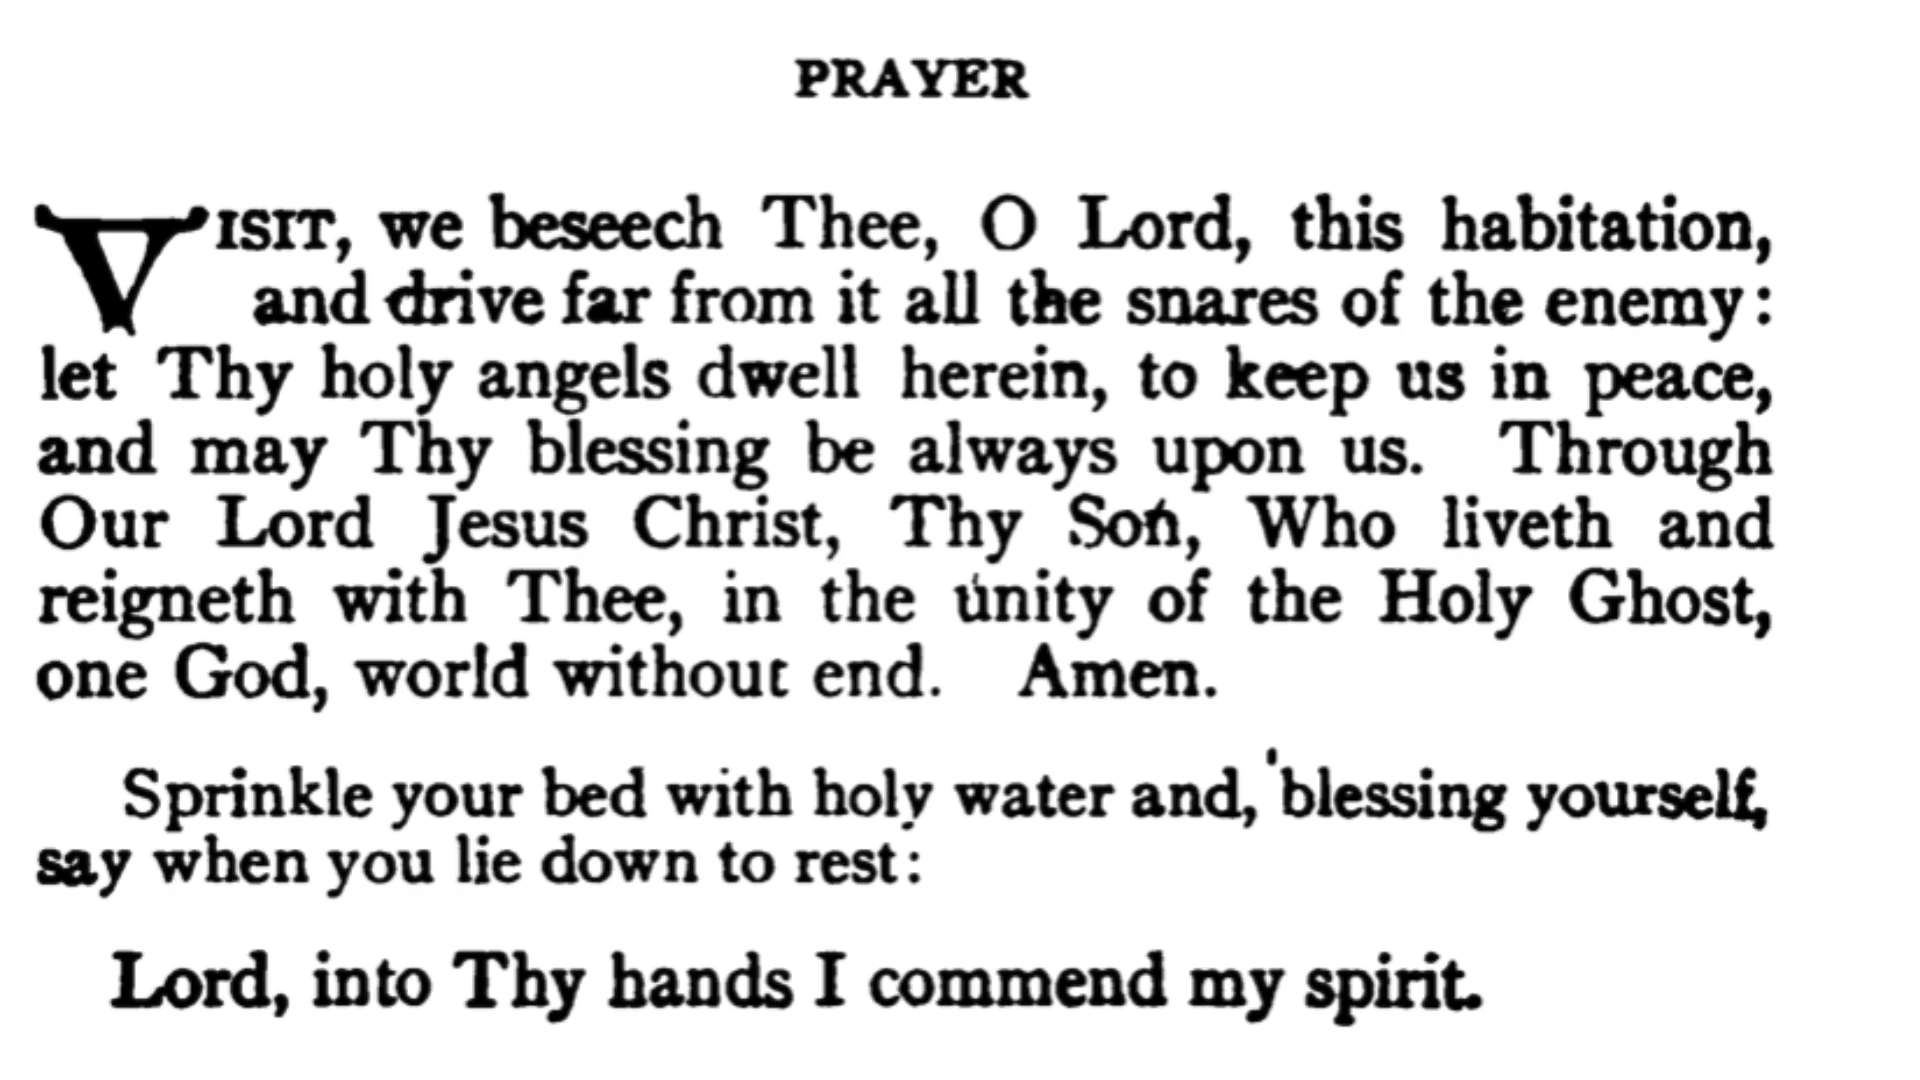 PRAYER
VISIT, we beseech Thee, O Lord, this habitation,
and drive far from it all the snares of the enemy:
let Thy holy angels dwell herein, to keep us in peace,
and may Thy blessing be always upon us. Through
Our Lord Jesus Christ, Thy Son, Who liveth and
reigneth with Thee, in the unity of the Holy Ghost,
one God, world without end. Amen.
Sprinkle your bed with holy water and, blessing yourself,
say when you lie down to rest:
Lord, into Thy hands I commend my spirit.